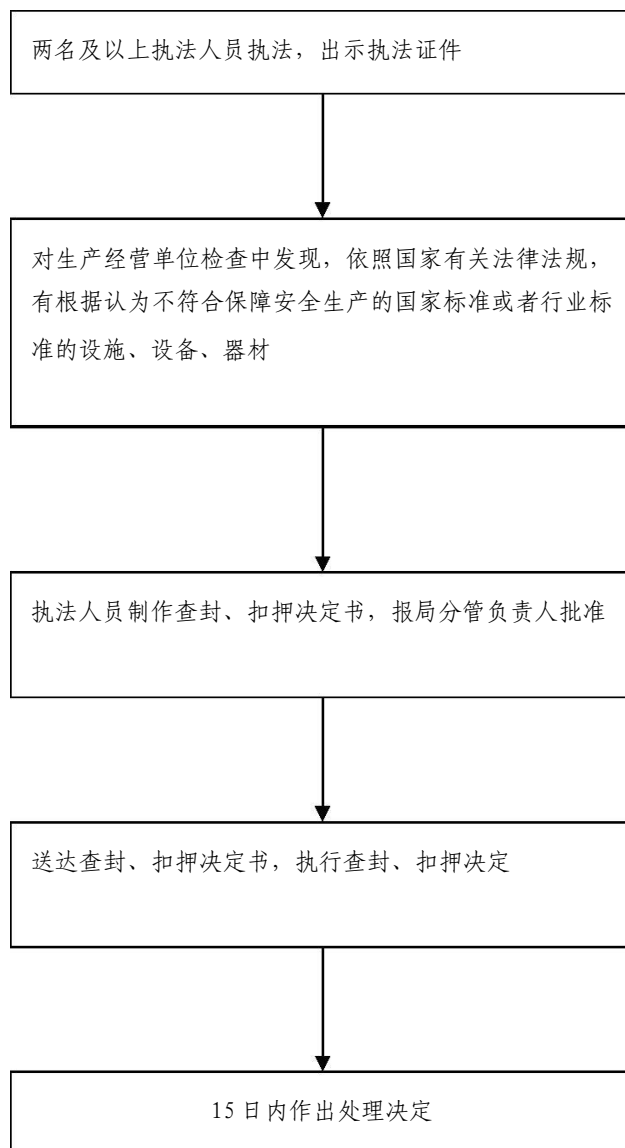 两名及以上执法人员执法，出示执法证件
对生产经营单位检查中发现，依照国家有关法律法规，
有根据认为不符合保障安全生产的国家标准或者行业标
准的设施、设备、器材
执法人员制作查封、扣押决定书，报局分管负责人批准
送达查封、扣押决定书，执行查封、扣押决定
15 日内作出处理决定